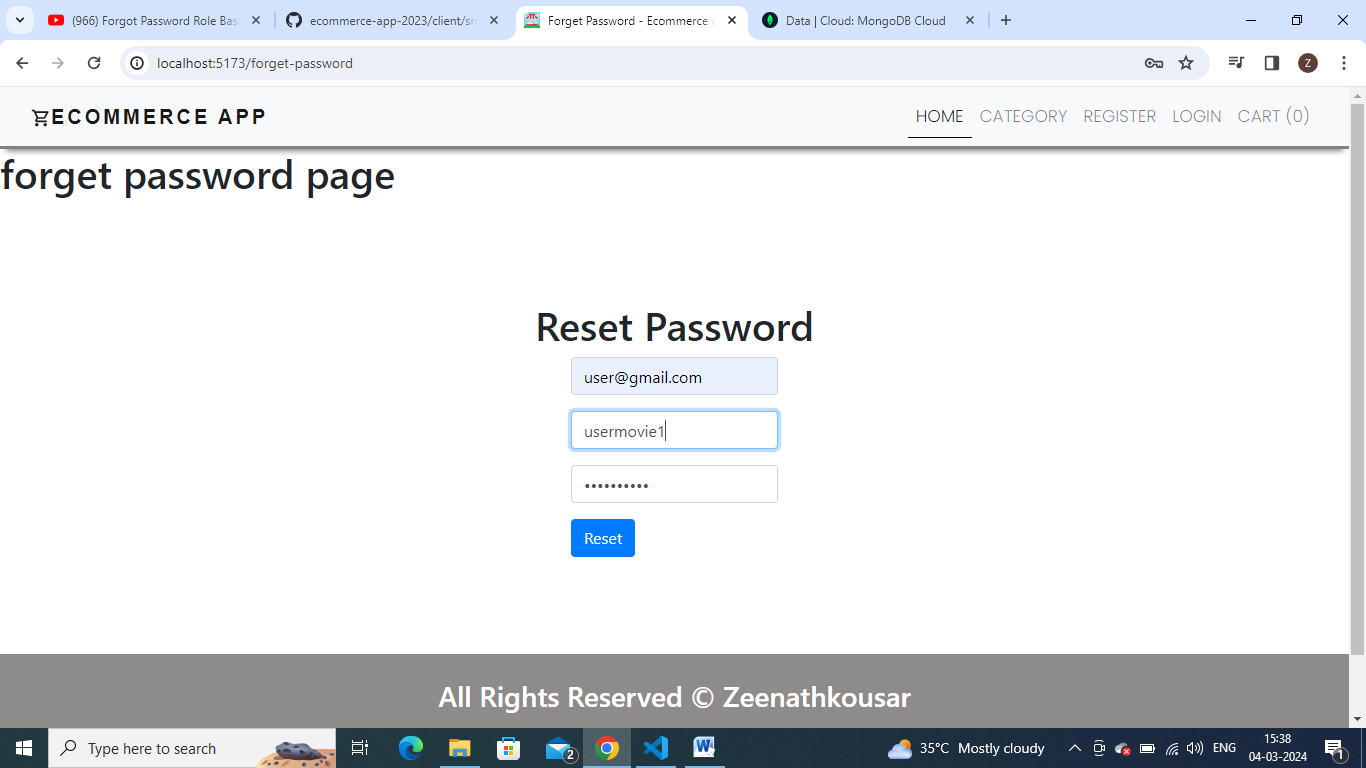 (966) Forgot Password Role Bas
ecommerce-app-2023/client/sr
Forget Password - Ecommerce A
Data | Cloud: MongoDB Cloud
localhost:5173/forget-password
Z
ECOMMERCE APP
HOME
CATEGORY
REGISTER
LOGIN
CART (0)
forget password page
Reset Password
user@gmail.com
usermovie1
••••••••••
Reset
All Rights Reserved © Zeenathkousar
Type here to search
2
35°C Mostly cloudy
ENG
15:38
04-03-2024
1